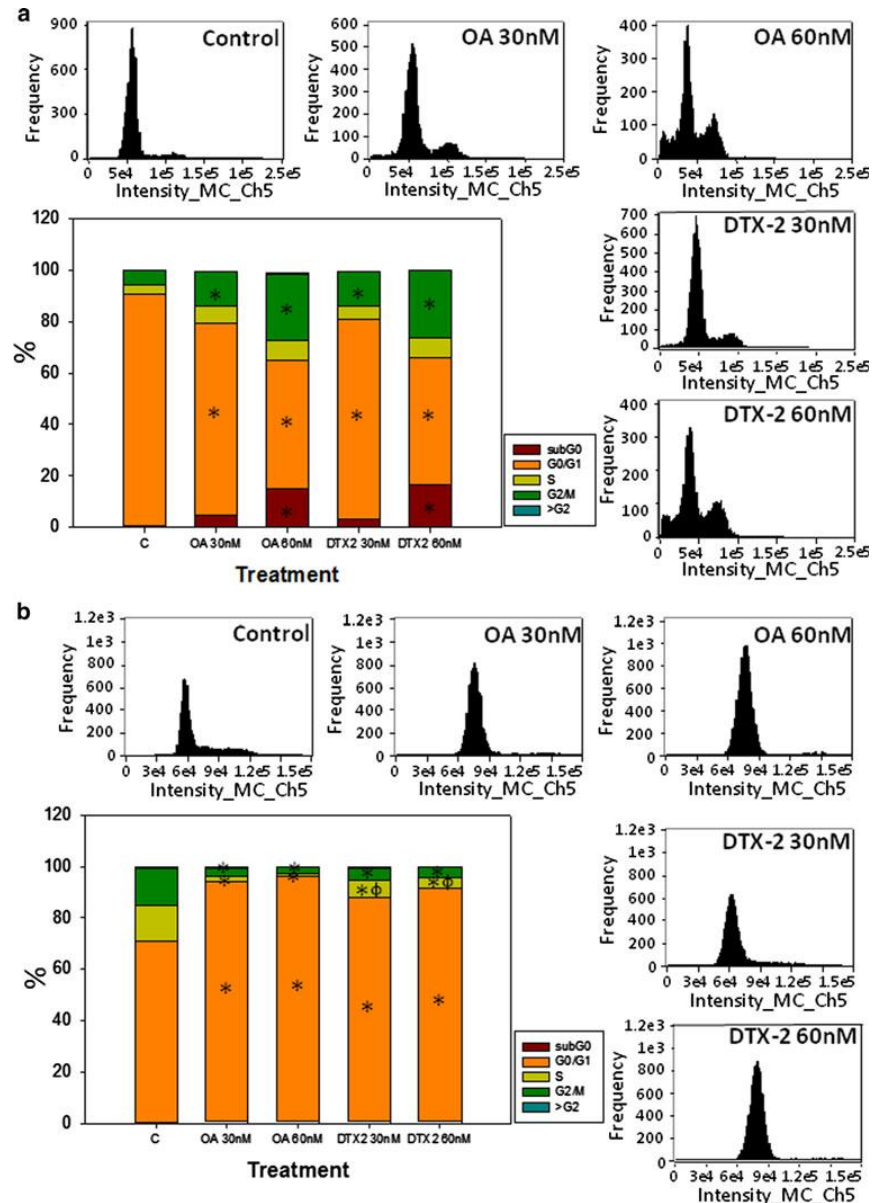 a
Control
900
600
300
0
Frequency
0 5e4 1e5 1.5e5 2.5e5
Intensity_MC_Ch5
OA 30nM
600
500
400
300
200
100
0
Frequency
0 5e4 1e5 1.5e5 2.5e5
Intensity_MC_Ch5
OA 60nM
400
300
200
100
0
Frequency
0 5e4 1e5 1.5e5 2.5e5
Intensity_MC_Ch5
120
100
80
60
40
20
0
%
* * * *
* * * *
* *
C OA 30nM OA 60nM DTX2 30nM DTX2 60nM
Treatment
subG0
G0/G1
S
G2/M
>G2
DTX-2 30nM
700
600
500
400
300
200
100
0
Frequency
0 5e4 1e5 1.5e5 2.5e5
Intensity_MC_Ch5
DTX-2 60nM
400
300
200
100
0
Frequency
0 5e4 1e5 1.5e5 2.5e5
Intensity_MC_Ch5
b
Control
1.2e3
1e3
800
600
400
200
0
Frequency
0 3e4 6e4 9e4 1.2e5 1.5e5
Intensity_MC_Ch5
OA 30nM
1.2e3
1e3
800
600
400
200
0
Frequency
0 3e4 6e4 9e4 1.2e5 1.5e5
Intensity_MC_Ch5
OA 60nM
1.2e3
1e3
800
600
400
200
0
Frequency
0 3e4 6e4 9e4 1.2e5 1.5e5
Intensity_MC_Ch5
120
100
80
60
40
20
0
%
* * * *
* * *ϕ *ϕ
* * * *
C OA 30nM OA 60nM DTX2 30nM DTX2 60nM
Treatment
subG0
G0/G1
S
G2/M
>G2
DTX-2 30nM
1.2e3
1e3
800
600
400
200
0
Frequency
0 3e4 6e4 9e4 1.2e5 1.5e5
Intensity_MC_Ch5
DTX-2 60nM
1.2e3
1e3
800
600
400
200
0
Frequency
0 3e4 6e4 9e4 1.2e5 1.5e5
Intensity_MC_Ch5